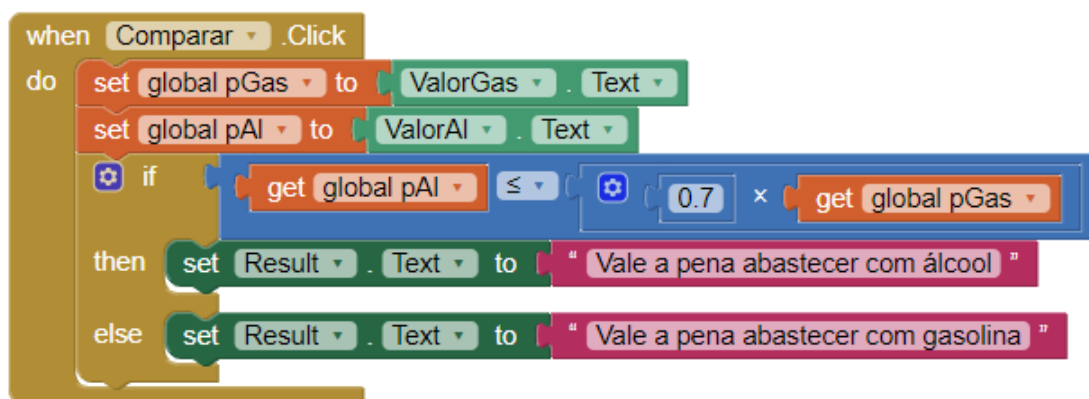 when Comparar .Click
do set global pGas to ValorGas . Text
set global pAl to ValorAl . Text
if get global pAl ≤ 0.7 × get global pGas
then set Result . Text to " Vale a pena abastecer com álcool "
else set Result . Text to " Vale a pena abastecer com gasolina "